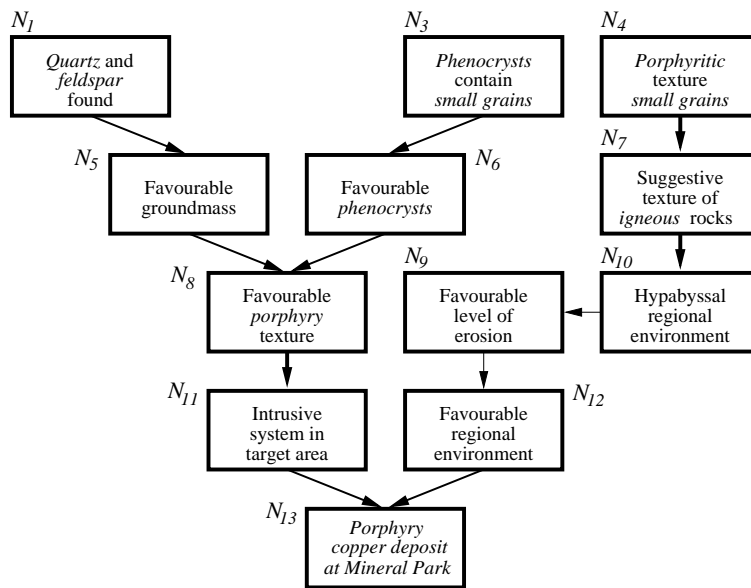 N1
N3
N4
Quartz and
feldspar
found
Phenocrysts
contain
small grains
Porphyritic
texture
small grains
N5
N6
N7
Favourable
groundmass
Favourable
phenocrysts
Suggestive
texture of
igneous rocks
N8
N9
N10
Favourable
porphyry
texture
Favourable
level of
erosion
Hypabyssal
regional
environment
N11
N12
Intrusive
system in
target area
Favourable
regional
environment
N13
Porphyry
copper deposit
at Mineral Park